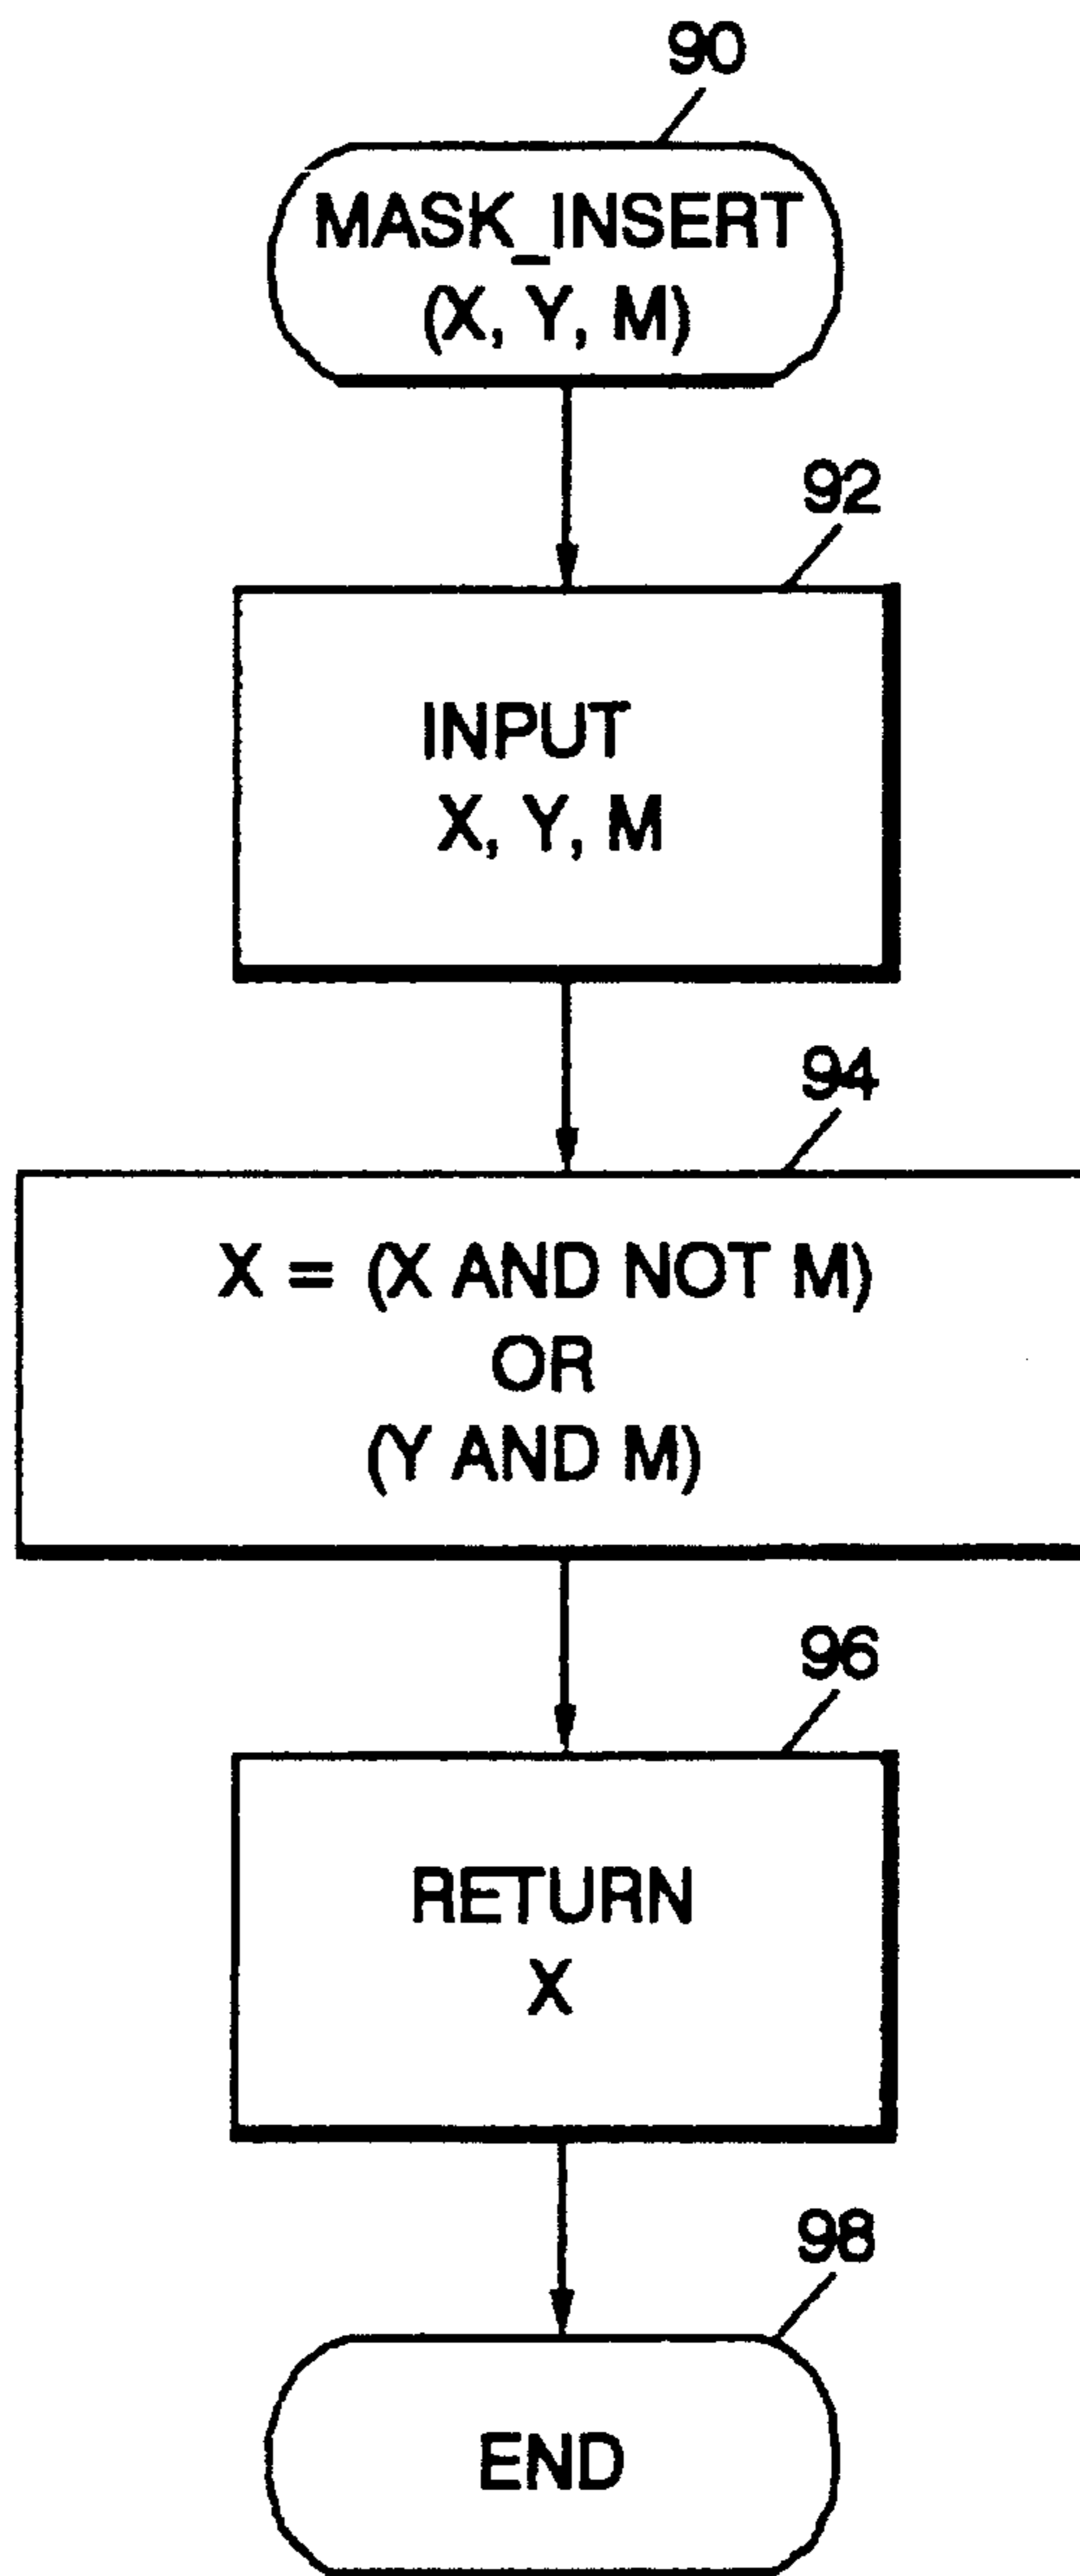 90
MASK_INSERT
(X, Y, M)
92
INPUT
X, Y, M
94
X = (X AND NOT M)
OR
(Y AND M)
96
RETURN
X
98
END